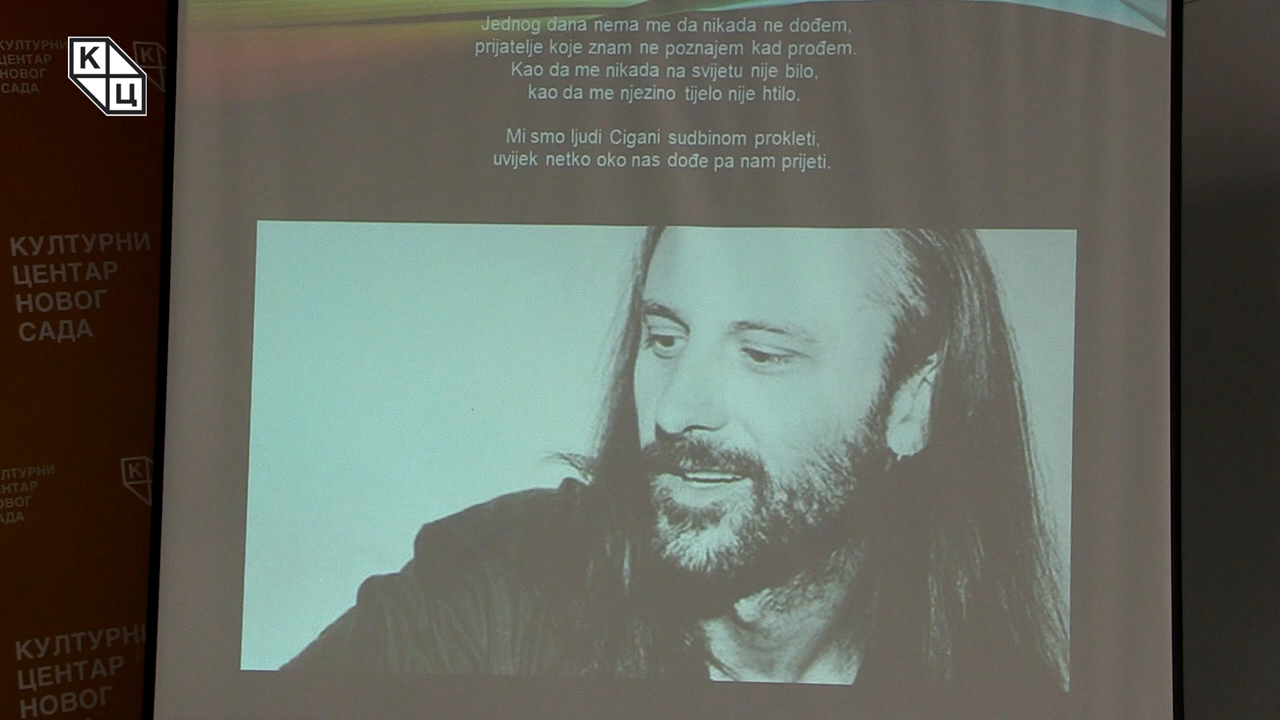 Jednog dana nema me da nikada ne dođem,
prijatelje koje znam ne poznajem kad prođem.
Kao da me nikada na svijetu nije bilo,
kao da me njezino tijelo nije htilo.
Mi smo ljudi Cigani sudbinom prokleti,
uvijek netko oko nas dođe pa nam prijeti.
К
Ц
КУЛТУРНИ
ЦЕНТАР
НОВОГ
САДА
КУЛТУРНИ
ЦЕНТАР
НОВОГ
САДА
К
КУЛТУРНИ
ЦЕНТАР
НОВОГ